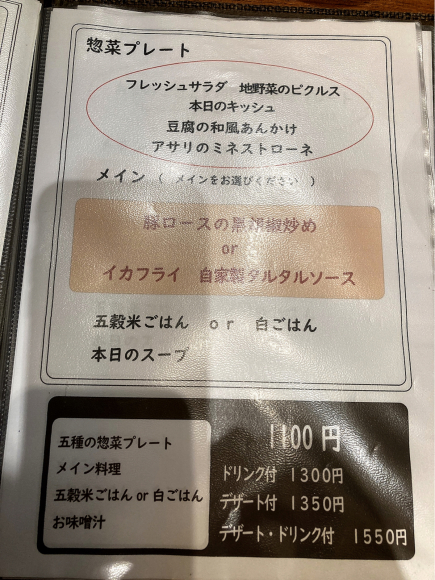 惣菜プレート
フレッシュサラダ　地野菜のピクルス
本日のキッシュ
豆腐の和風あんかけ
アサリのミネストローネ
メイン（ メインをお選びください ）
豚ロースの黒胡椒炒め
or
イカフライ　自家製タルタルソース
五穀米ごはん　or　白ごはん
本日のスープ
五種の惣菜プレート
メイン料理
五穀米ごはん or 白ごはん
お味噌汁
1100円
ドリンク付　1300円
デザート付　1350円
デザート・ドリンク付　1550円